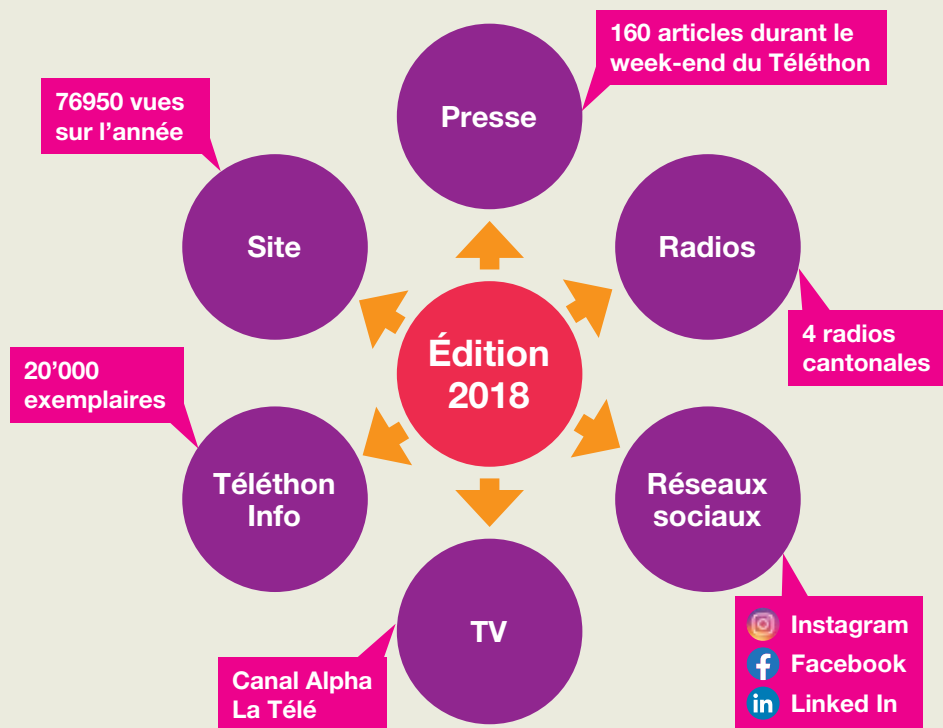 160 articles durant le
week-end du Téléthon
Presse
76950 vues
sur l'année
Site
Radios
4 radios
cantonales
Édition
2018
20'000
exemplaires
Téléthon
Info
Réseaux
sociaux
TV
Canal Alpha
La Télé
Instagram
Facebook
in Linked In